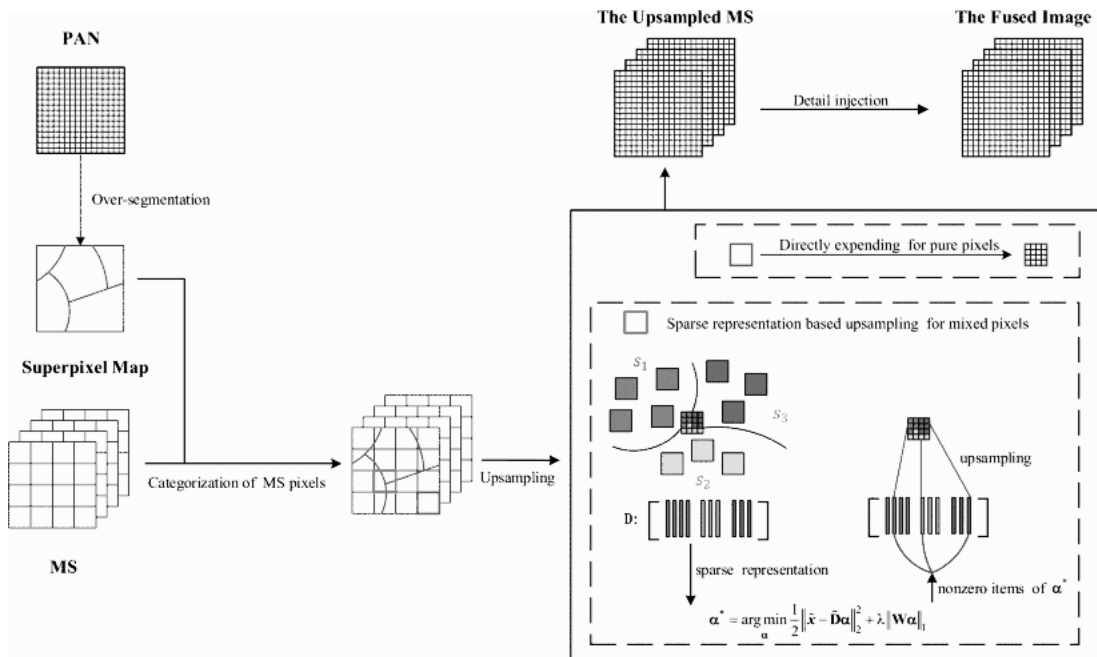 PAN
Over-segmentation
Superpixel Map
MS
Categorization of MS pixels
Upsampling
The Upsampled MS
Detail injection
The Fused Image
Directly expending for pure pixels
Sparse representation based upsampling for mixed pixels
S1
S3
S2
D:
sparse representation
upsampling
nonzero items of α*
α* = arg min_α 1/2 ‖x̃ − D̃α‖₂² + λ‖Wα‖₁